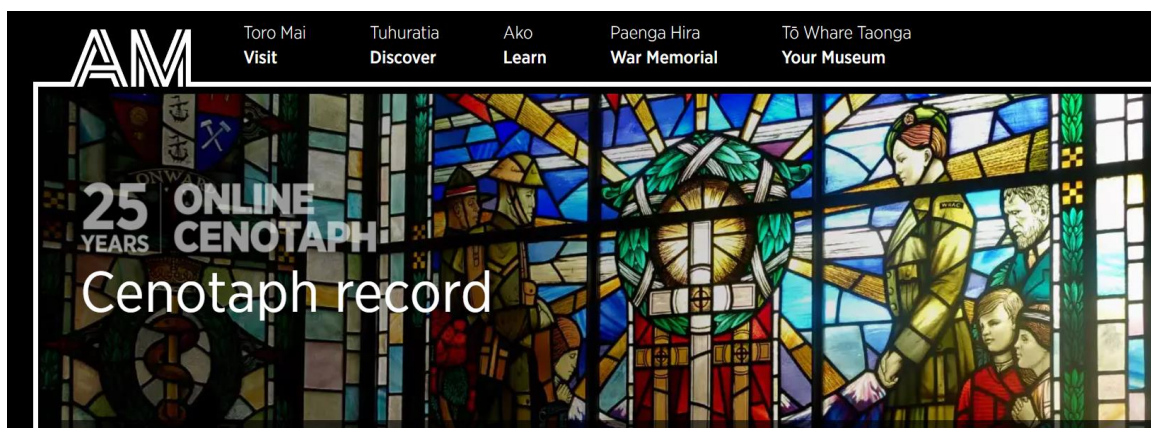 AM
Toro Mai
Visit
Tuhuratia
Discover
Ako
Learn
Paenga Hira
War Memorial
Tō Whare Taonga
Your Museum
ONWARD
25 YEARS
ONLINE CENOTAPH
Cenotaph record